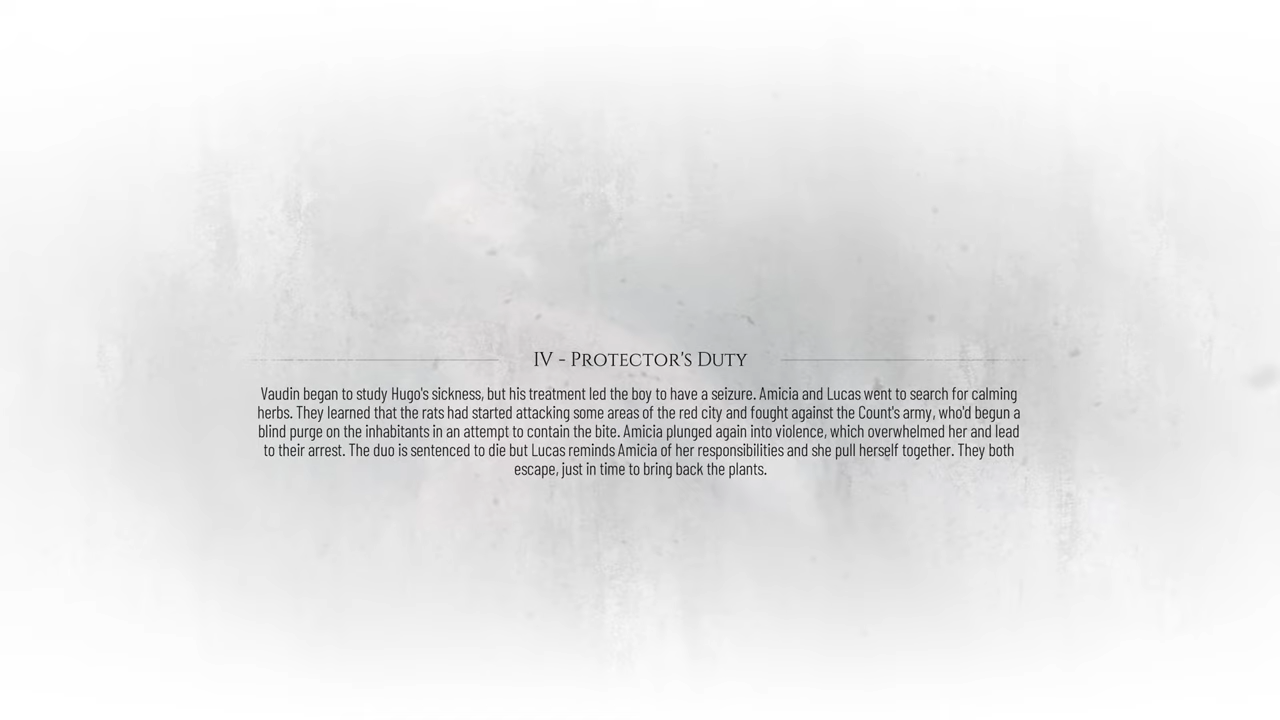 IV - Protector's Duty
Vaudin began to study Hugo's sickness, but his treatment led the boy to have a seizure. Amicia and Lucas went to search for calming
herbs. They learned that the rats had started attacking some areas of the red city and fought against the Count's army, who'd begun a
blind purge on the inhabitants in an attempt to contain the bite. Amicia plunged again into violence, which overwhelmed her and lead
to their arrest. The duo is sentenced to die but Lucas reminds Amicia of her responsibilities and she pull herself together. They both
escape, just in time to bring back the plants.